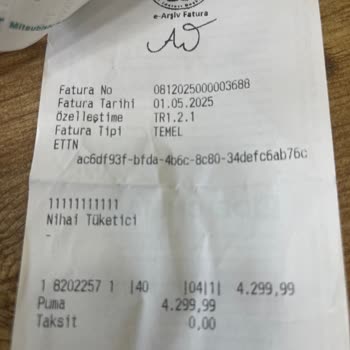 Mitsubis
e-Arşiv Fatura
Fatura No 0812025000003688
Fatura Tarihi 01.05.2025
Özelleştime TR1.2.1
Fatura Tipi TEMEL
ETTN
ac6df93f-bfda-4b6c-8c80-34defc6ab76c
11111111111
Nihai Tüketici
-
1 8202257 1 |40 |04|1| 4.299,99
Puma 4.299,99
Taksit 0,00